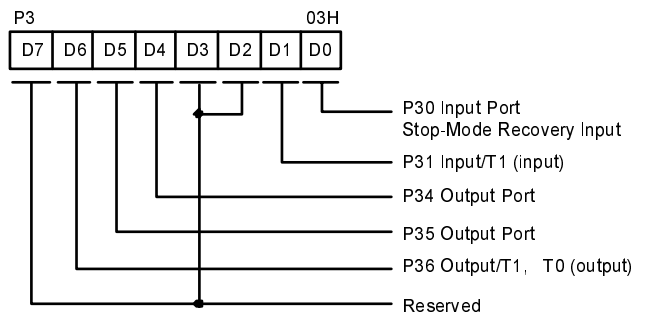 P3 03H
D7 D6 D5 D4 D3 D2 D1 D0
P30 Input Port
Stop-Mode Recovery Input
P31 Input/T1 (input)
P34 Output Port
P35 Output Port
P36 Output/T1, T0 (output)
Reserved